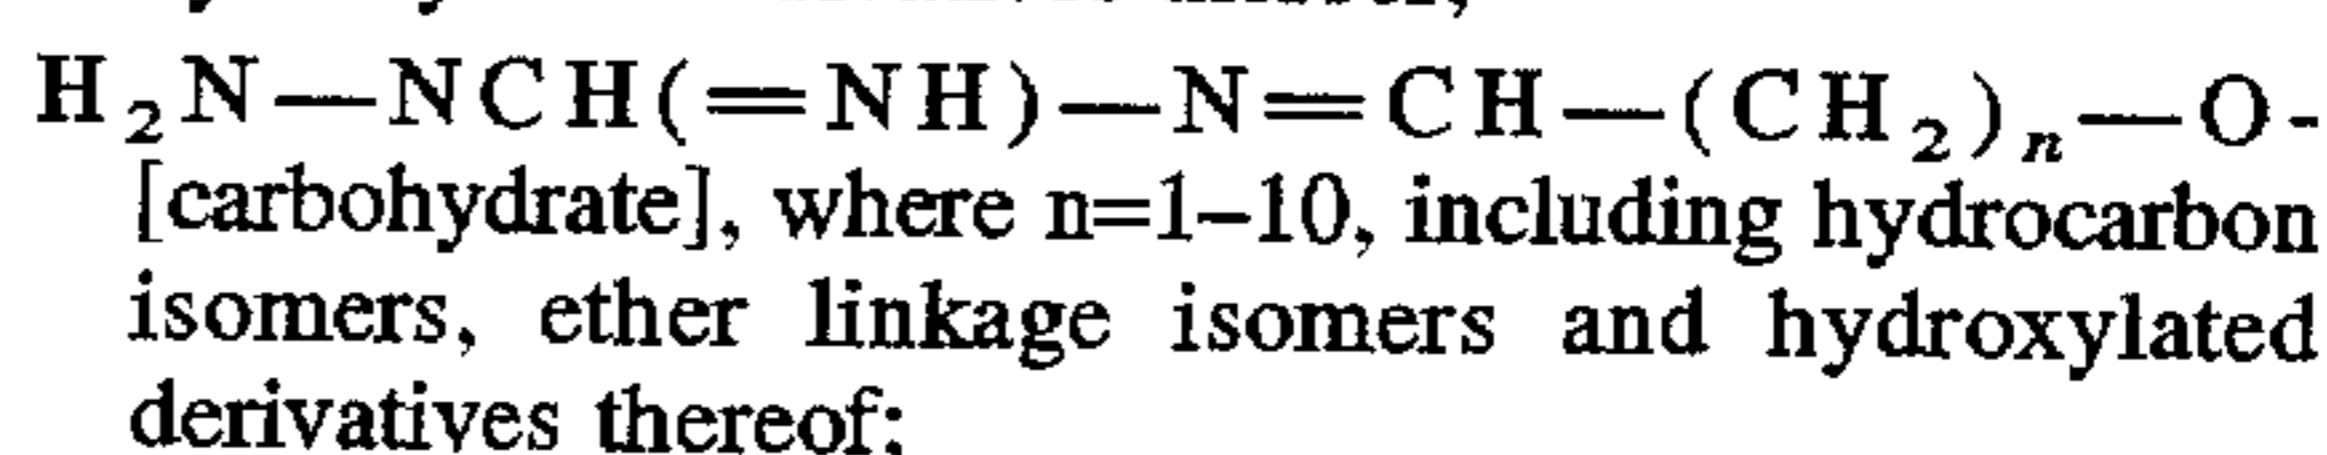 H₂N—NCH(=NH)—N=CH—(CH₂)ₙ—O-
[carbohydrate], where n=1–10, including hydrocarbon
isomers, ether linkage isomers and hydroxylated
derivatives thereof;